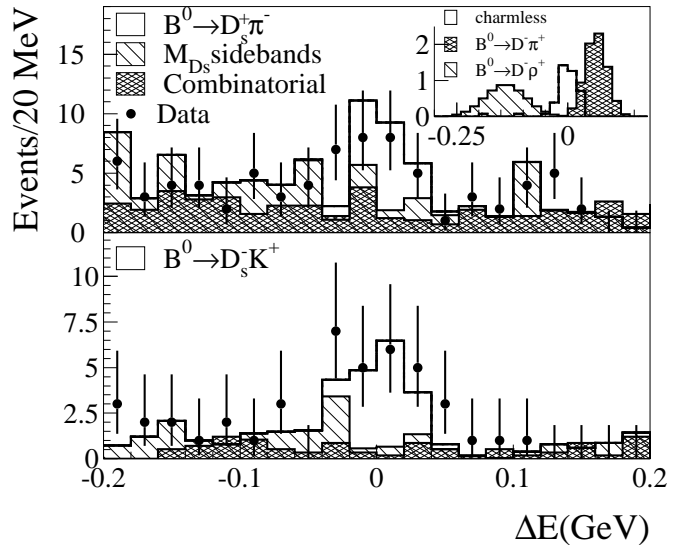 Events/20 MeV
B⁰→D⁺ₛπ⁻
M_Ds sidebands
Combinatorial
Data
15
10
5
0
charmless
B⁰→D⁻π⁺
B⁰→D⁻ρ⁺
2
1
0
-0.25
0
B⁰→D⁻ₛK⁺
10
7.5
5
2.5
0
-0.2
-0.1
0
0.1
0.2
ΔE(GeV)